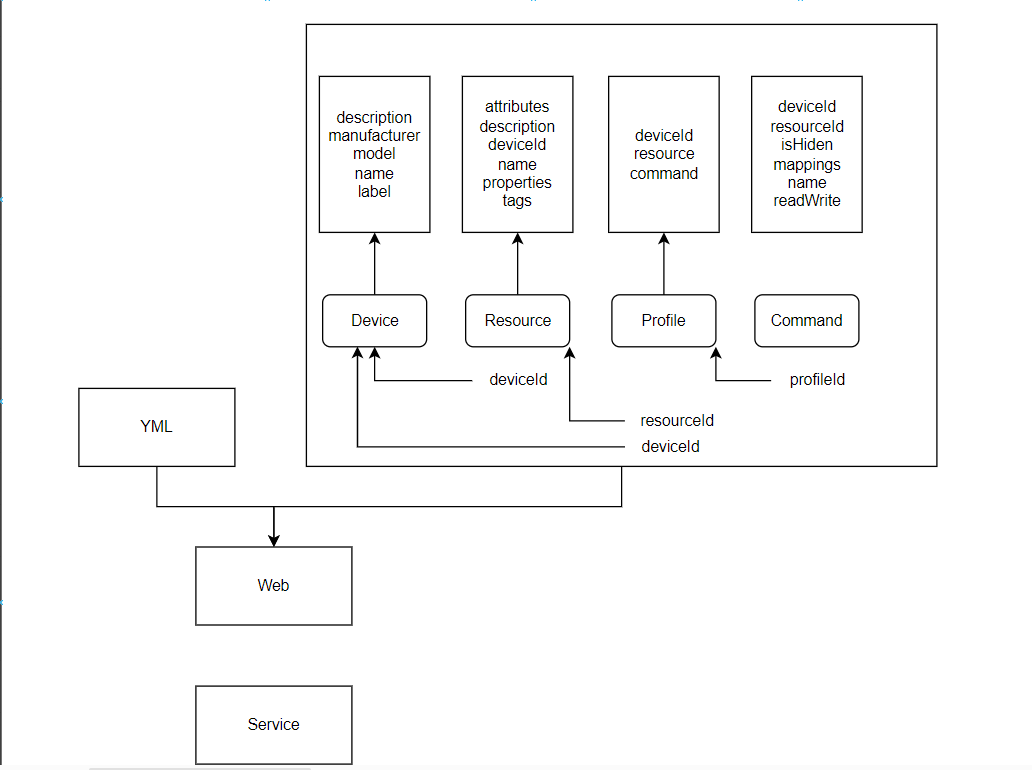 description
manufacturer
model
name
label
attributes
description
deviceId
name
properties
tags
deviceId
resource
command
deviceId
resourceId
isHiden
mappings
name
readWrite
Device
Resource
Profile
Command
deviceId
profileId
resourceId
deviceId
YML
Web
Service